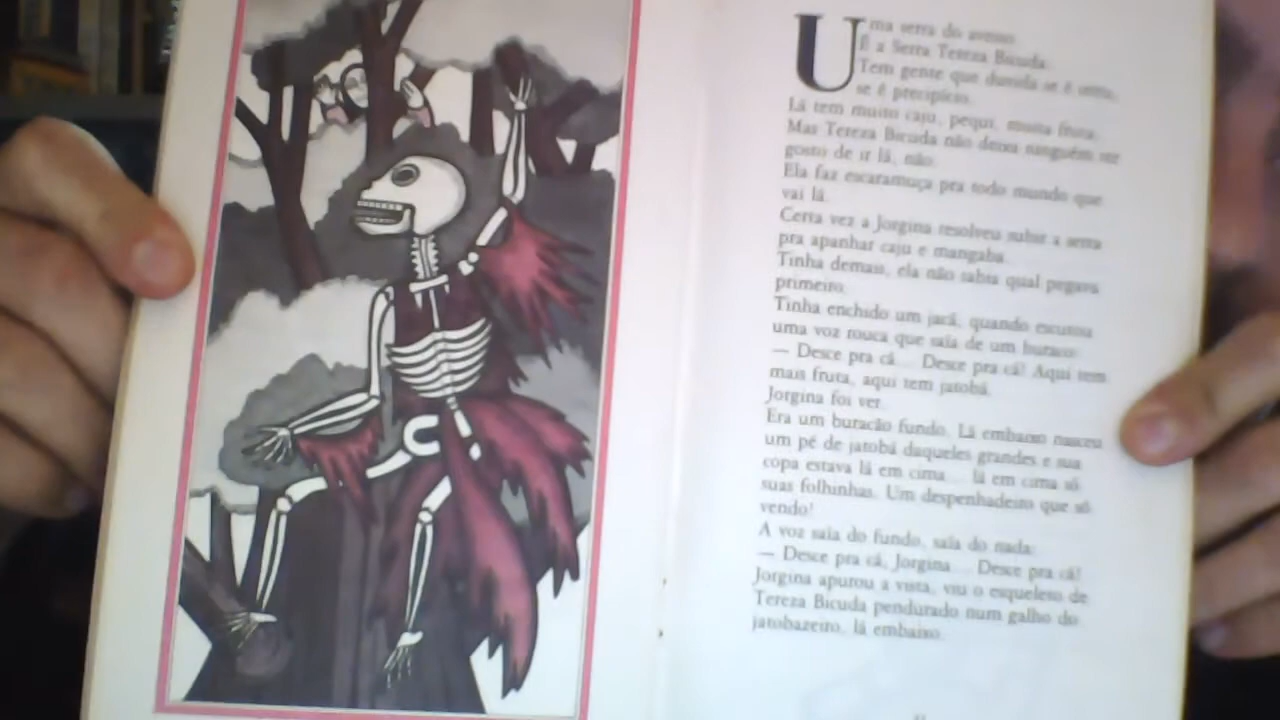 Uma serra do avesso.
É a Serra Tereza Bicuda.
Tem gente que duvida se é serra,
se é precipício.
Lá tem muito caju, pequi, muita fruta.
Mas Tereza Bicuda não deixa ninguém ter
gosto de ir lá, não.
Ela faz escaramuça pra todo mundo que
vai lá.
Certa vez a Jorgina resolveu subir a serra
pra apanhar caju e mangaba.
Tinha demais, ela não sabia qual pegava
primeiro.
Tinha enchido um jacá, quando escutou
uma voz rouca que saía de um buraco:
— Desce pra cá... Desce pra cá! Aqui tem
mais fruta, aqui tem jatobá.
Jorgina foi ver.
Era um buracão fundo. Lá embaixo nasceu
um pé de jatobá daqueles grandes e sua
copa estava lá em cima... lá em cima só
suas folhinhas. Um despenhadeiro que só
vendo!
A voz saía do fundo, saía do nada:
— Desce pra cá, Jorgina... Desce pra cá!
Jorgina apurou a vista, viu o esqueleto de
Tereza Bicuda pendurado num galho do
jatobazeiro, lá embaixo.